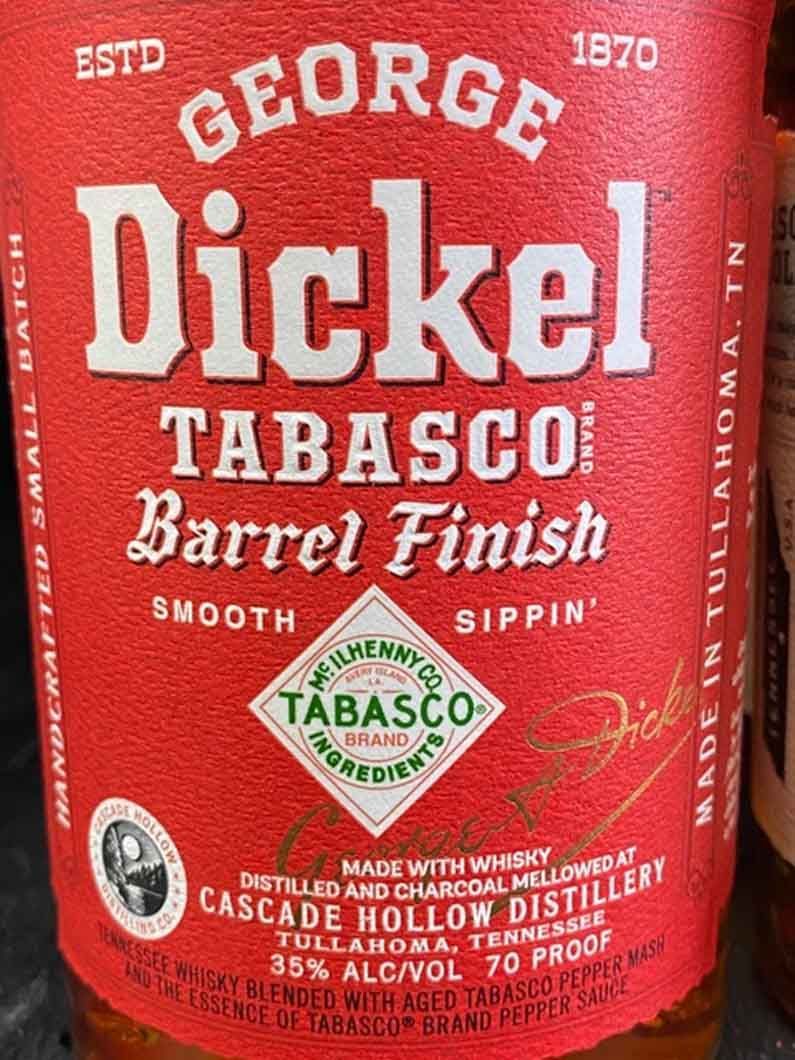 ESTD 1870
GEORGE
Dickel
TABASCO BRAND
Barrel Finish
SMOOTH SIPPIN'
McILHENNY CO.
AVERY ISLAND
LA.
TABASCO®
BRAND
INGREDIENTS
George A Dickel
HANDCRAFTED SMALL BATCH
MADE IN TULLAHOMA, TN
CASCADE HOLLOW
DISTILLING CO.
MADE WITH WHISKY
DISTILLED AND CHARCOAL MELLOWED AT
CASCADE HOLLOW DISTILLERY
TULLAHOMA, TENNESSEE
35% ALC/VOL 70 PROOF
TENNESSEE WHISKY BLENDED WITH AGED TABASCO PEPPER MASH
AND THE ESSENCE OF TABASCO® BRAND PEPPER SAUCE
U.S.A